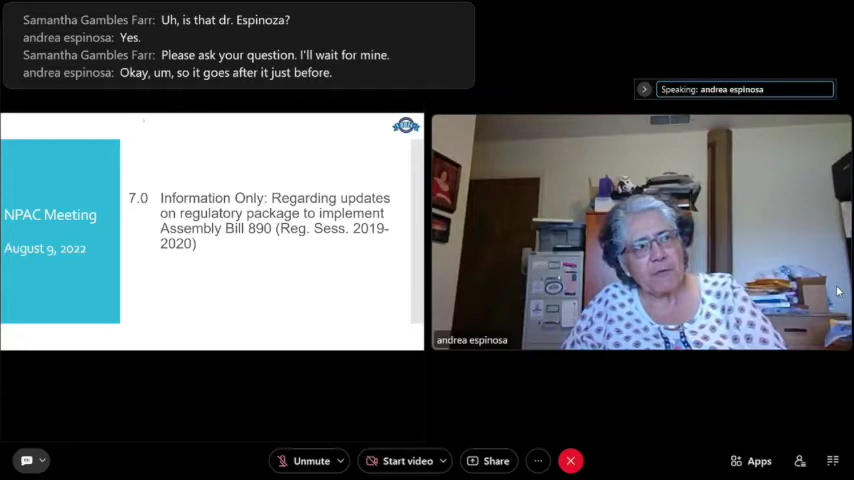 Samantha Gambles Farr: Uh, is that dr. Espinoza?
andrea espinosa: Yes.
Samantha Gambles Farr: Please ask your question. I'll wait for mine.
andrea espinosa: Okay, um, so it goes after it just before.
Speaking: andrea espinosa
NPAC Meeting
August 9, 2022
7.0 Information Only: Regarding updates
on regulatory package to implement
Assembly Bill 890 (Reg. Sess. 2019-
2020)
andrea espinosa
Unmute
Start video
Share
Apps